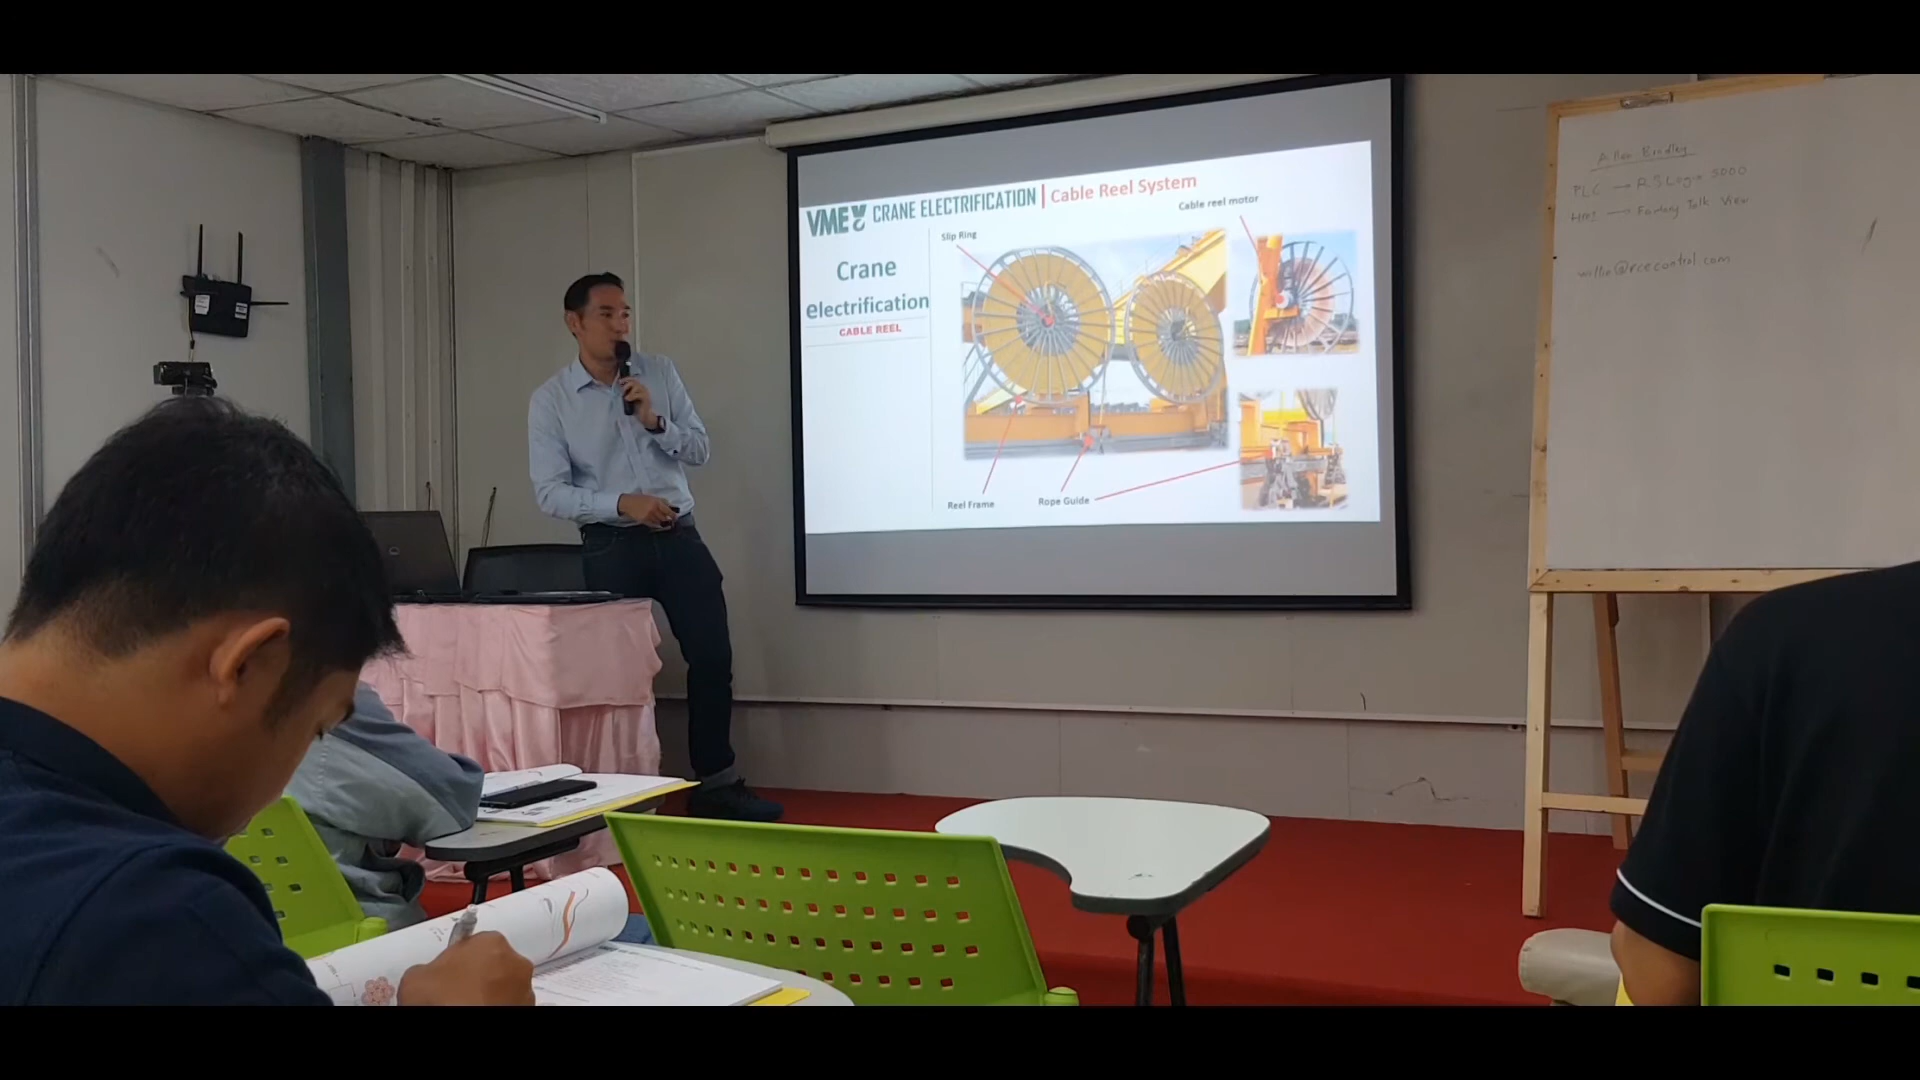 VME CRANE ELECTRIFICATION | Cable Reel System
Cable reel motor
Slip Ring
Crane
electrification
CABLE REEL
Reel Frame
Rope Guide
Allen Bradley
PLC → RSLogix 5000
HMI → Factory Talk View
willie@rcecontrol.com